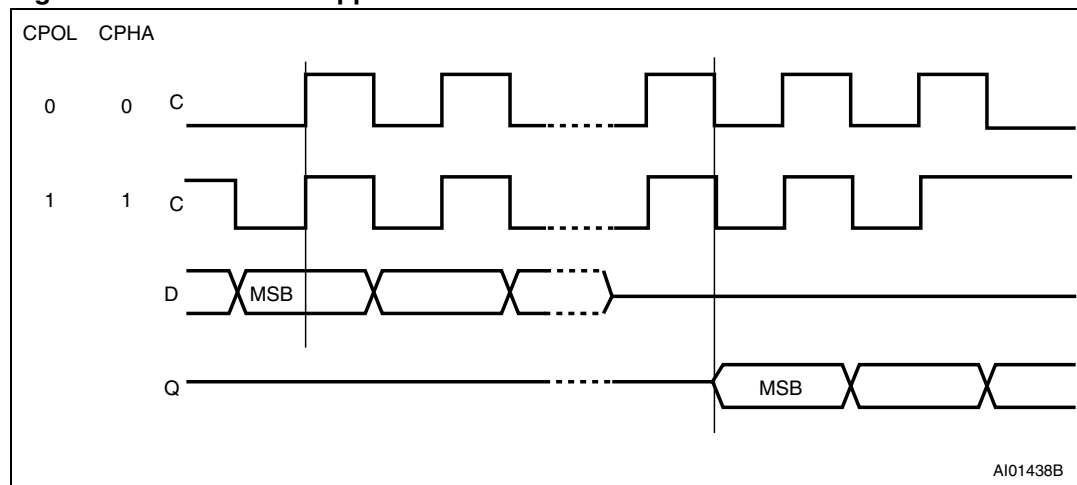 CPOL CPHA
0 0 C
1 1 C
D MSB
Q MSB
AI01438B